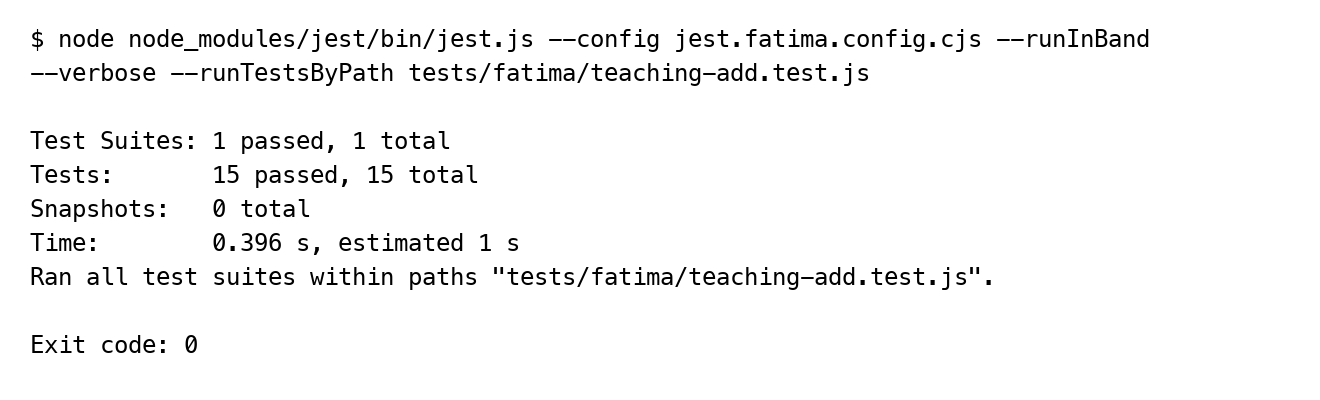 $ node node_modules/jest/bin/jest.js --config jest.fatima.config.cjs --runInBand
--verbose --runTestsByPath tests/fatima/teaching-add.test.js
Test Suites: 1 passed, 1 total
Tests:       15 passed, 15 total
Snapshots:   0 total
Time:        0.396 s, estimated 1 s
Ran all test suites within paths "tests/fatima/teaching-add.test.js".
Exit code: 0